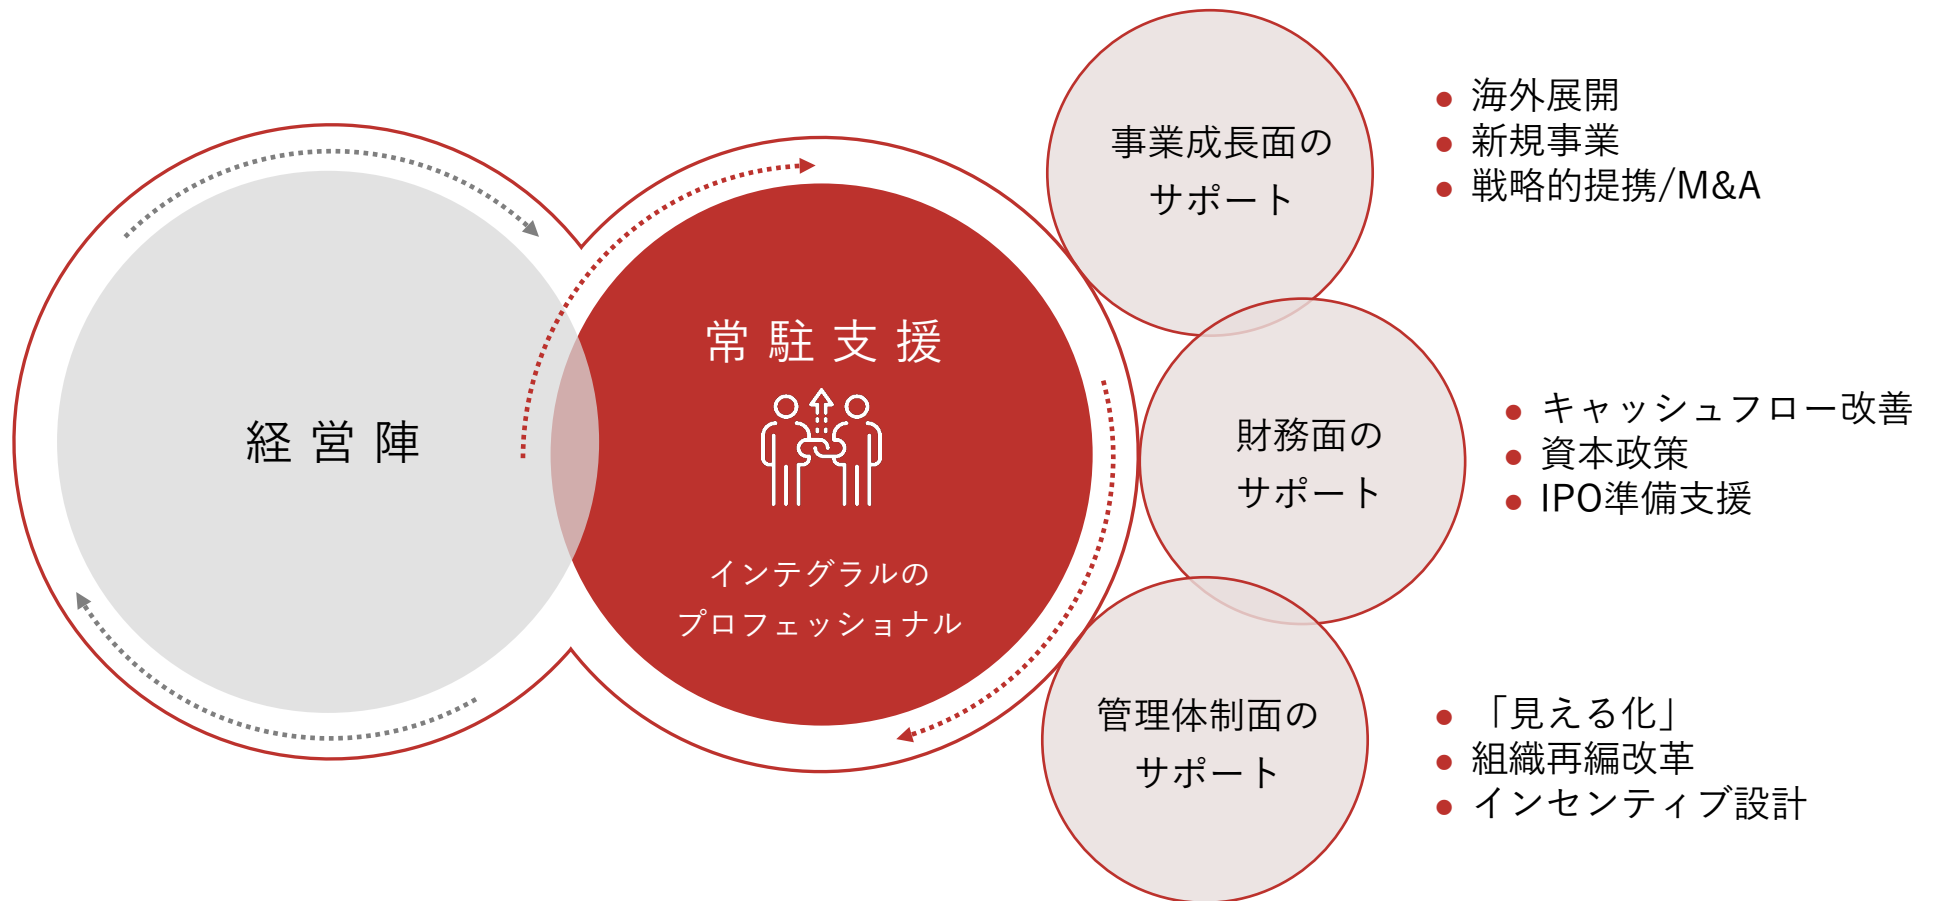 経営陣
常駐支援
インテグラルの
プロフェッショナル
事業成長面の
サポート
● 海外展開
● 新規事業
● 戦略的提携/M&A
財務面の
サポート
● キャッシュフロー改善
● 資本政策
● IPO準備支援
管理体制面の
サポート
● 「見える化」
● 組織再編改革
● インセンティブ設計